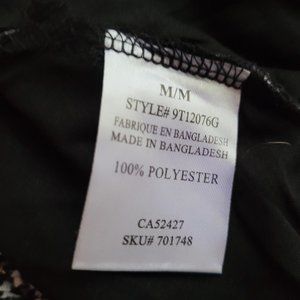 M/M
STYLE# 9T12076G
FABRIQUE EN BANGLADESH
MADE IN BANGLADESH
100% POLYESTER
CA52427
SKU# 701748